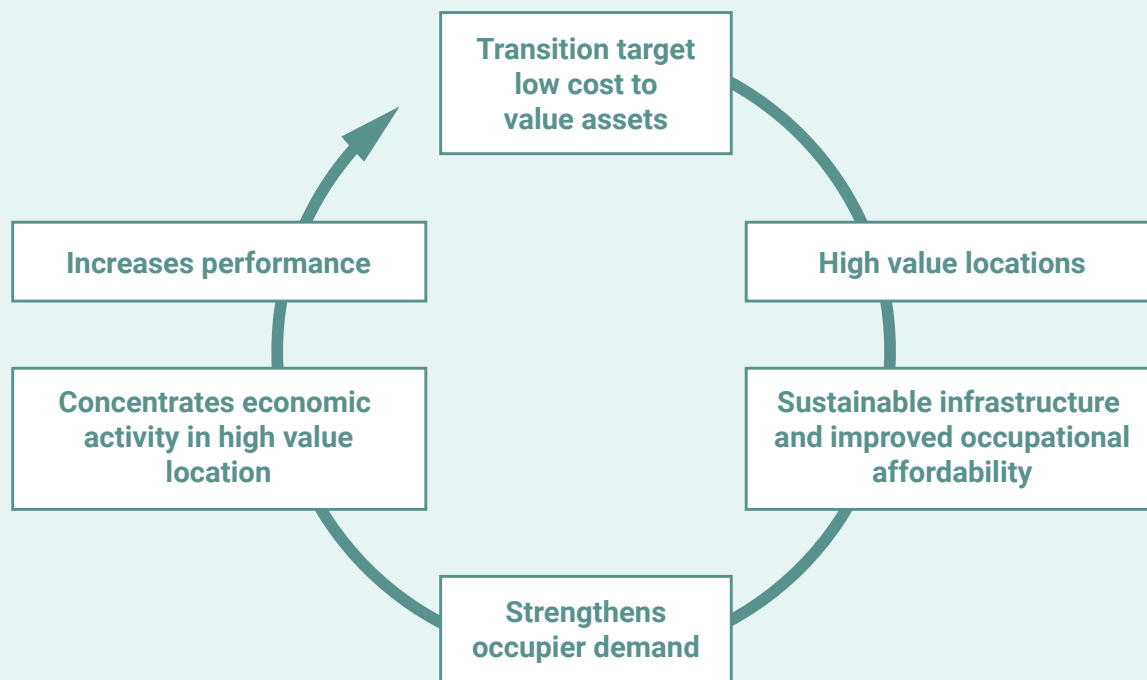 Transition target
low cost to
value assets
High value locations
Sustainable infrastructure
and improved occupational
affordability
Strengthens
occupier demand
Concentrates economic
activity in high value
location
Increases performance